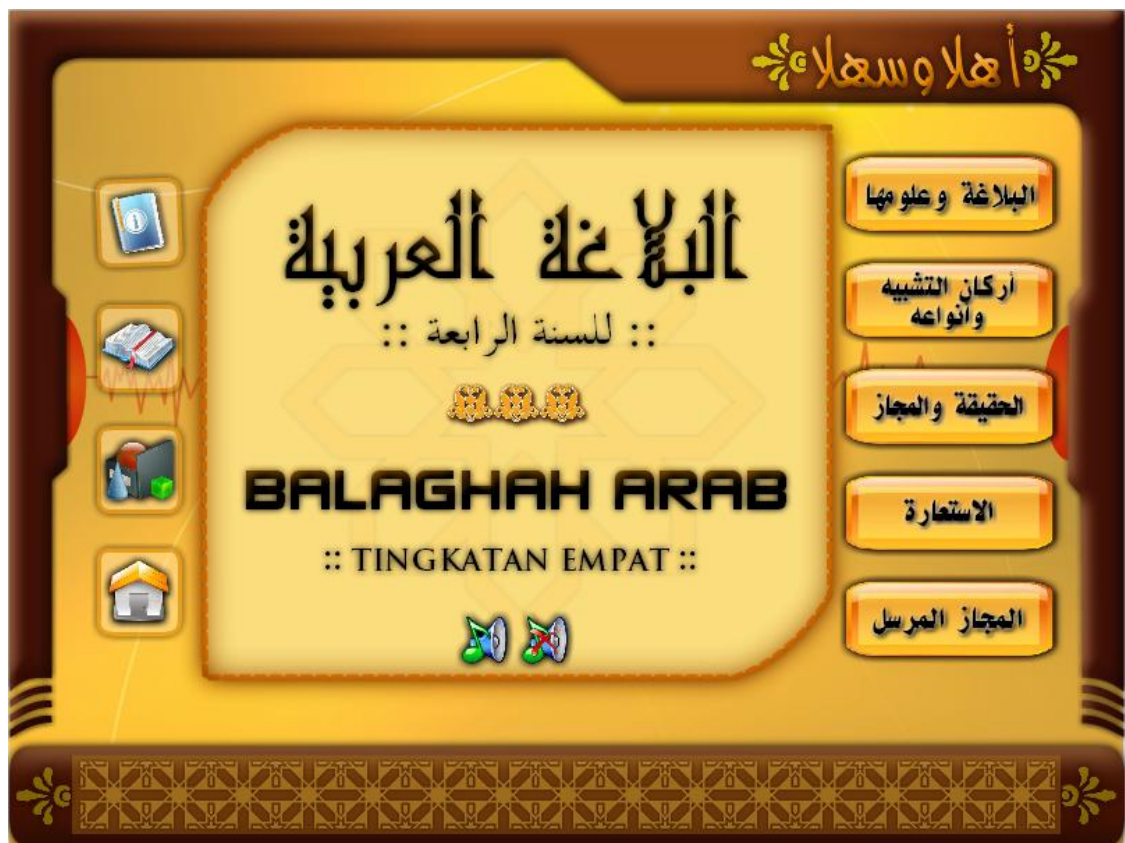 أهلا وسهلا
البلاغة العربية
:: للسنة الرابعة ::
BALAGHAH ARAB
:: TINGKATAN EMPAT ::
البلاغة وعلومها
أركان التشبيه
وأنواعه
الحقيقة والمجاز
الاستعارة
المجاز المرسل